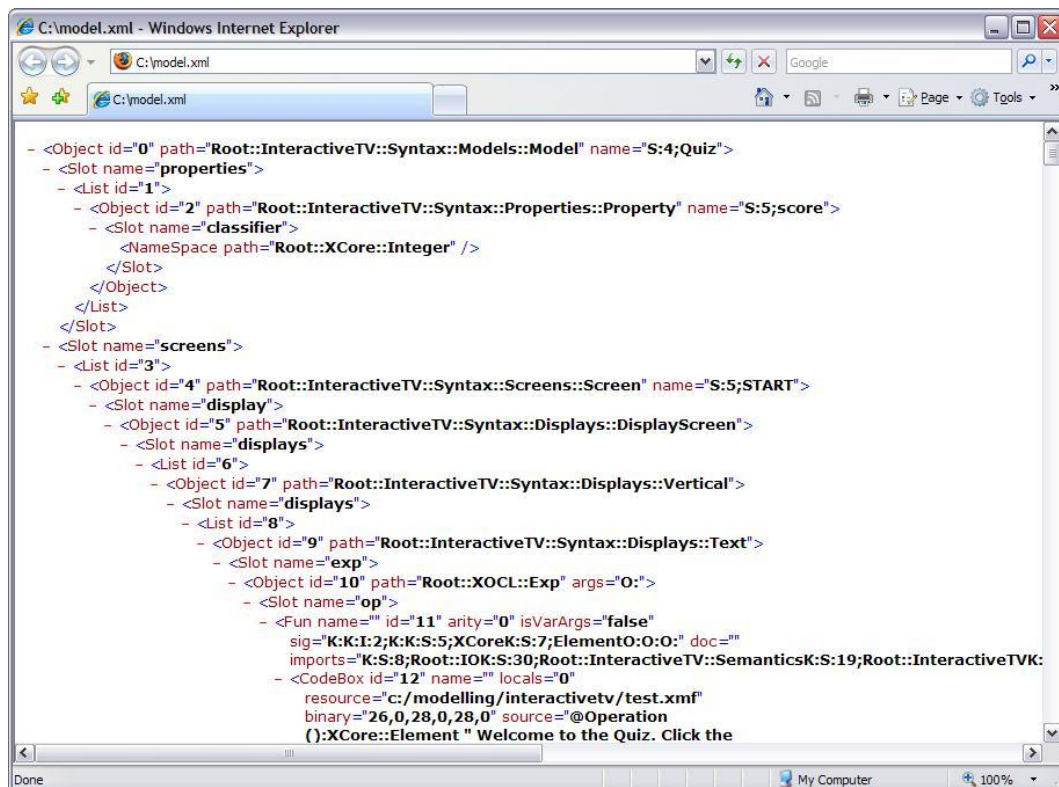 C:\model.xml - Windows Internet Explorer
C:\model.xml
Google
C:\model.xml
Page
Tools
»
- <Object id="0" path="Root::InteractiveTV::Syntax::Models::Model" name="S:4;Quiz">
- <Slot name="properties">
- <List id="1">
- <Object id="2" path="Root::InteractiveTV::Syntax::Properties::Property" name="S:5;score">
- <Slot name="classifier">
<NameSpace path="Root::XCore::Integer" />
</Slot>
</Object>
</List>
</Slot>
- <Slot name="screens">
- <List id="3">
- <Object id="4" path="Root::InteractiveTV::Syntax::Screens::Screen" name="S:5;START">
- <Slot name="display">
- <Object id="5" path="Root::InteractiveTV::Syntax::Displays::DisplayScreen">
- <Slot name="displays">
- <List id="6">
- <Object id="7" path="Root::InteractiveTV::Syntax::Displays::Vertical">
- <Slot name="displays">
- <List id="8">
- <Object id="9" path="Root::InteractiveTV::Syntax::Displays::Text">
- <Slot name="exp">
- <Object id="10" path="Root::XOCL::Exp" args="O:">
- <Slot name="op">
- <Fun name="" id="11" arity="0" isVarArgs="false"
sig="K:K:I:2;K:K:S:5;XCoreK:S:7;ElementO:O:O:" doc=""
imports="K:S:8;Root::IOK:S:30;Root::InteractiveTV::SemanticsK:S:19;Root::InteractiveTVK:
- <CodeBox id="12" name="" locals="0"
resource="c:/modelling/interactivetv/test.xmf"
binary="26,0,28,0,28,0" source="@Operation
():XCore::Element " Welcome to the Quiz. Click the
Done
My Computer
100%